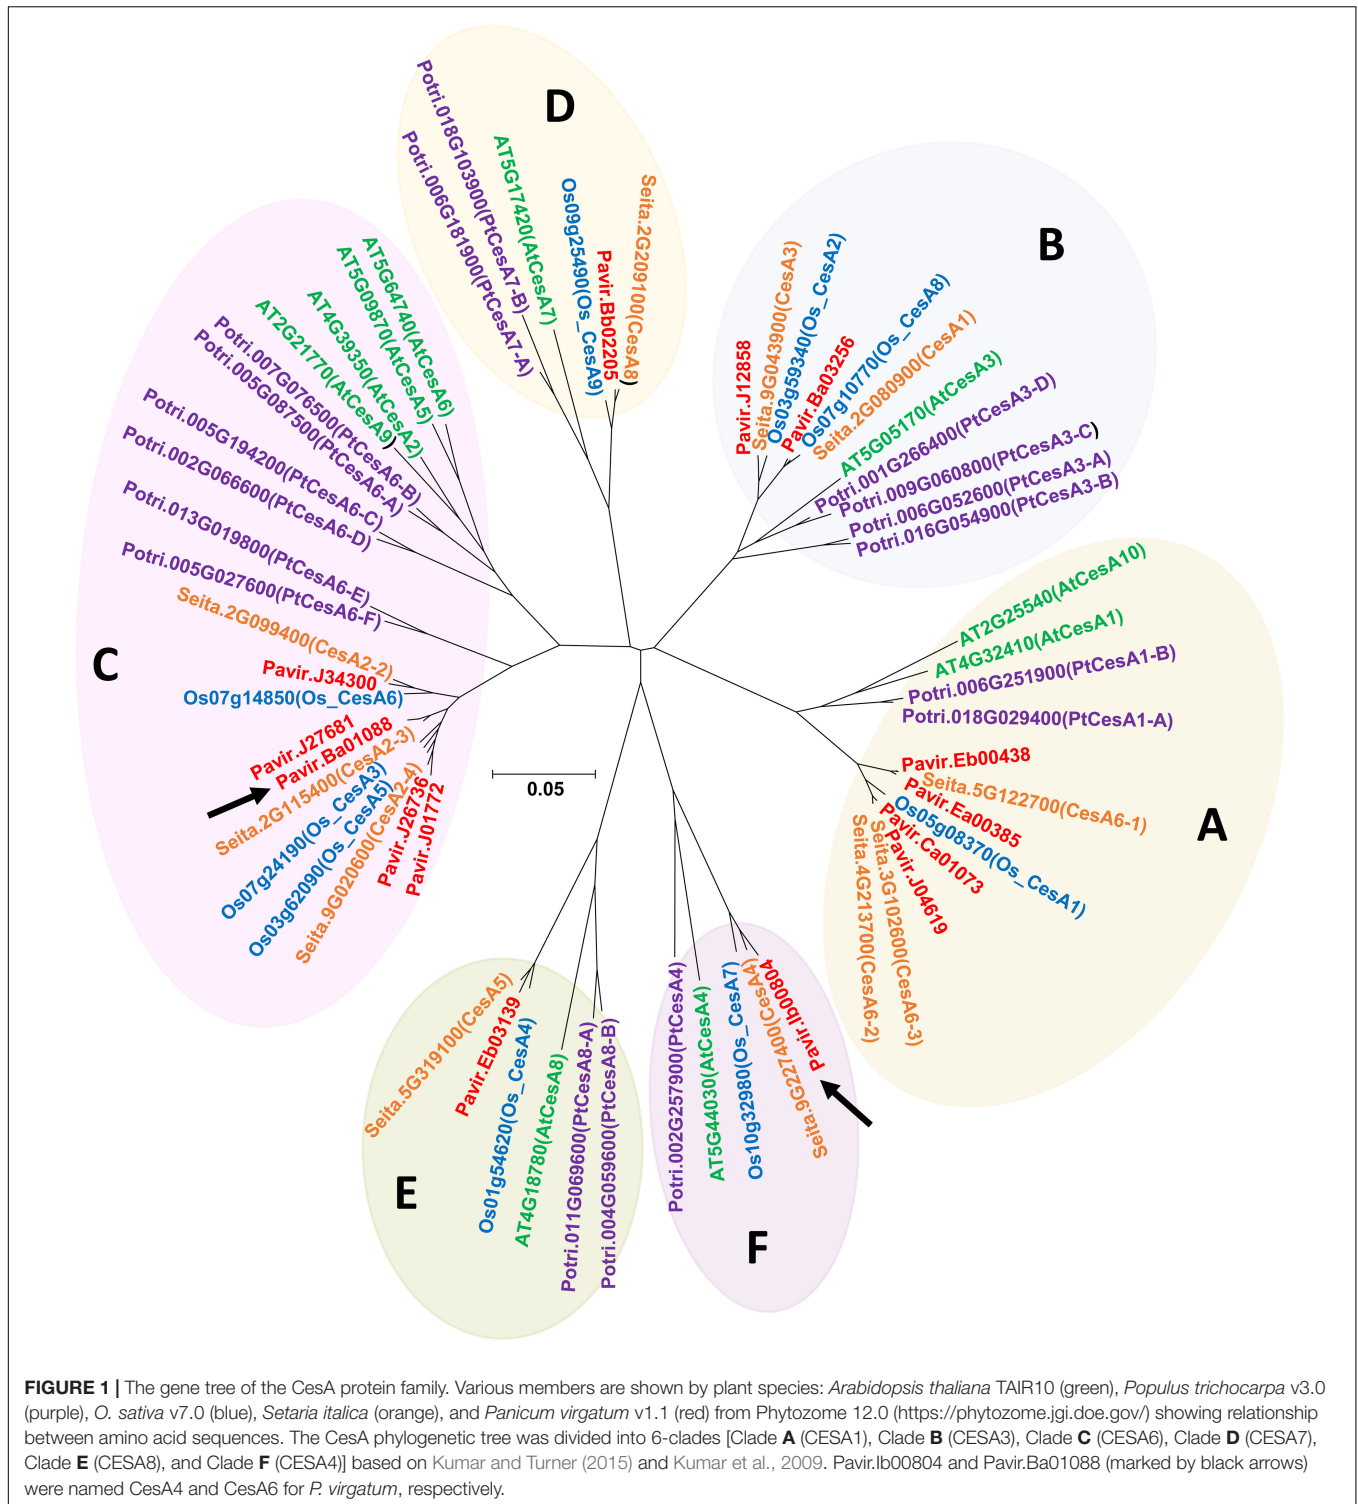 D
Potri.018G103900(PtCesA7-B)
Potri.006G181900(PtCesA7-A)
AT5G17420(AtCesA7)
Os09g25490(Os_CesA9)
Pavir.Bb02205
Seita.2G209100(CesA8)
B
Pavir.J12858
Seita.9G043900(CesA3)
Os03g59340(Os_CesA2)
Pavir.Ba03256
Os07g10770(Os_CesA8)
Seita.2G080900(CesA1)
AT5G05170(AtCesA3)
Potri.001G266400(PtCesA3-D)
Potri.009G060800(PtCesA3-C)
Potri.006G052600(PtCesA3-A)
Potri.016G054900(PtCesA3-B)
AT5G64740(AtCesA6)
AT5G09870(AtCesA5)
AT4G39350(AtCesA2)
AT2G21770(AtCesA9)
Potri.007G076500(PtCesA6-B)
Potri.005G087500(PtCesA6-A)
Potri.005G194200(PtCesA6-C)
Potri.002G066600(PtCesA6-D)
Potri.013G019800(PtCesA6-E)
Potri.005G027600(PtCesA6-F)
Seita.2G099400(CesA2-2)
C
Pavir.J34300
Os07g14850(Os_CesA6)
Pavir.J27681
Pavir.Ba01088
Seita.2G115400(CesA2-3)
Os07g24190(Os_CesA3)
Os03g62090(Os_CesA5)
Seita.9G020600(CesA2-4)
Pavir.J26736
Pavir.J01772
0.05
AT2G25540(AtCesA10)
AT4G32410(AtCesA1)
Potri.006G251900(PtCesA1-B)
Potri.018G029400(PtCesA1-A)
Pavir.Eb00438
Seita.5G122700(CesA6-1)
Pavir.Ea00385
Os05g08370(Os_CesA1)
Pavir.Ca01073
Pavir.J04619
Seita.3G102600(CesA6-3)
Seita.4G213700(CesA6-2)
A
Seita.5G319100(CesA5)
Pavir.Eb03139
Os01g54620(Os_CesA4)
AT4G18780(AtCesA8)
Potri.011G069600(PtCesA8-A)
Potri.004G059600(PtCesA8-B)
E
Potri.002G257900(PtCesA4)
AT5G44030(AtCesA4)
Os10g32980(Os_CesA7)
Seita.9G227400(CesA4)
Pavir.Ib00804
F
FIGURE 1 | The gene tree of the CesA protein family. Various members are shown by plant species: Arabidopsis thaliana TAIR10 (green), Populus trichocarpa v3.0
(purple), O. sativa v7.0 (blue), Setaria italica (orange), and Panicum virgatum v1.1 (red) from Phytozome 12.0 (https://phytozome.jgi.doe.gov/) showing relationship
between amino acid sequences. The CesA phylogenetic tree was divided into 6-clades [Clade A (CESA1), Clade B (CESA3), Clade C (CESA6), Clade D (CESA7),
Clade E (CESA8), and Clade F (CESA4)] based on Kumar and Turner (2015) and Kumar et al., 2009. Pavir.Ib00804 and Pavir.Ba01088 (marked by black arrows)
were named CesA4 and CesA6 for P. virgatum, respectively.